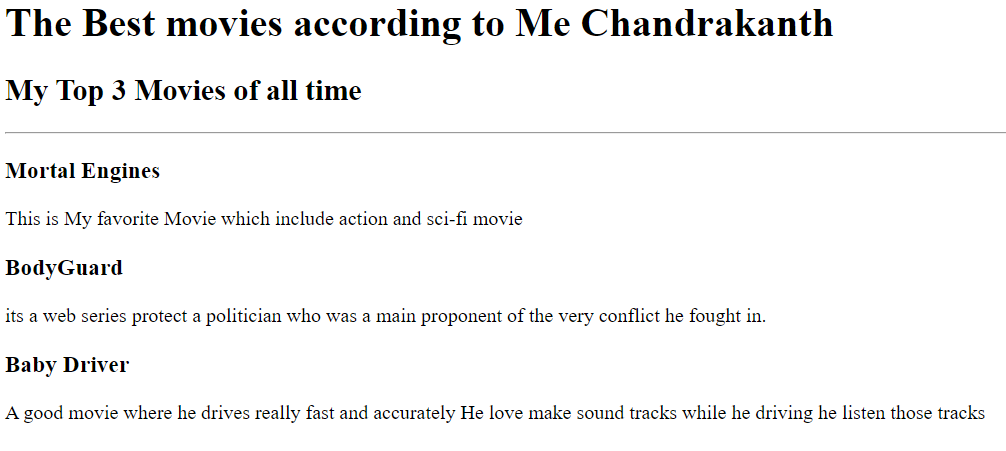 The Best movies according to Me Chandrakanth
My Top 3 Movies of all time
Mortal Engines
This is My favorite Movie which include action and sci-fi movie
BodyGuard
its a web series protect a politician who was a main proponent of the very conflict he fought in.
Baby Driver
A good movie where he drives really fast and accurately He love make sound tracks while he driving he listen those tracks